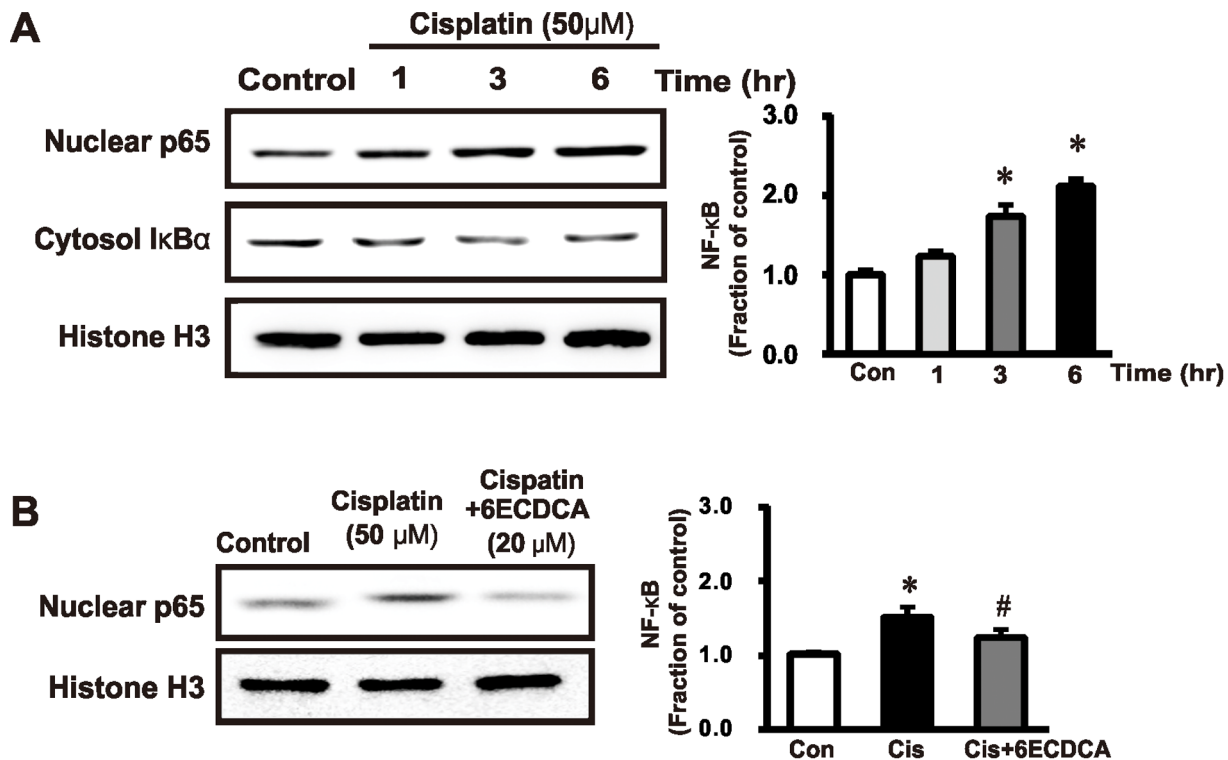 A
Cisplatin (50μM)
Control 1 3 6 Time (hr)
Nuclear p65
Cytosol IκBα
Histone H3
NF-κB
(Fraction of control)
3.0
2.0
1.0
0.0
* *
Con 1 3 6 Time (hr)
B
Control
Cisplatin
(50 μM)
Cispatin
+6ECDCA
(20 μM)
Nuclear p65
Histone H3
NF-κB
(Fraction of control)
3.0
2.0
1.0
0.0
* #
Con Cis Cis+6ECDCA